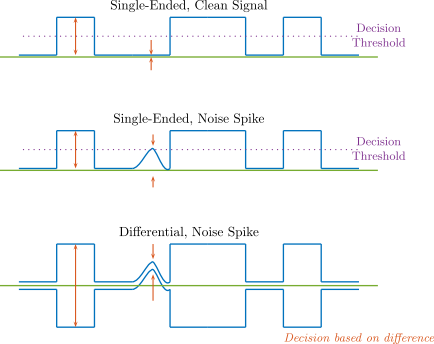 Single-Ended, Clean Signal
Decision
Threshold
Single-Ended, Noise Spike
Decision
Threshold
Differential, Noise Spike
Decision based on difference